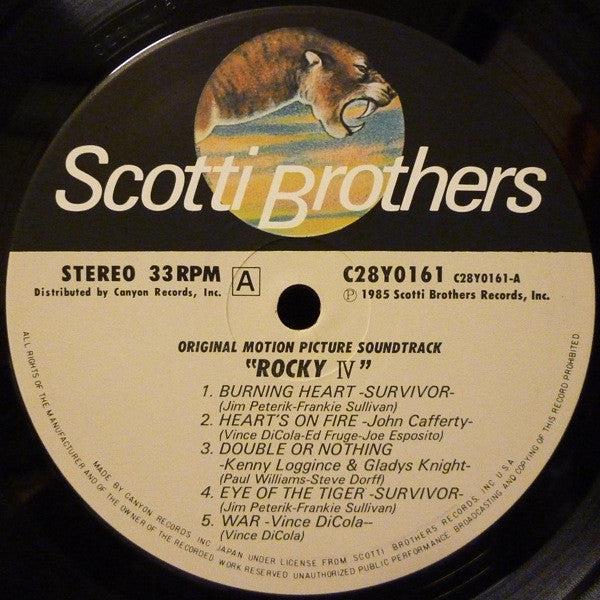 Scotti Brothers
STEREO 33 RPM A C28Y0161 C28Y0161-A
Distributed by Canyon Records, Inc. Ⓟ 1985 Scotti Brothers Records, Inc.
ORIGINAL MOTION PICTURE SOUNDTRACK
"ROCKY IV"
1. BURNING HEART -SURVIVOR-
(Jim Peterik-Frankie Sullivan)
2. HEART'S ON FIRE -John Cafferty-
(Vince DiCola-Ed Fruge-Joe Esposito)
3. DOUBLE OR NOTHING
-Kenny Loggince & Gladys Knight-
(Paul Williams-Steve Dorff)
4. EYE OF THE TIGER -SURVIVOR-
(Jim Peterik-Frankie Sullivan)
5. WAR -Vince DiCola--
(Vince DiCola)
ALL RIGHTS OF THE MANUFACTURER AND OF THE OWNER OF THE RECORDED WORK RESERVED UNAUTHORIZED PUBLIC PERFORMANCE. BROADCASTING AND COPYING OF THIS RECORD PROHIBITED
MADE BY CANYON RECORDS, INC. JAPAN UNDER LICENSE FROM SCOTTI BROTHERS RECORDS, INC U.S.A.